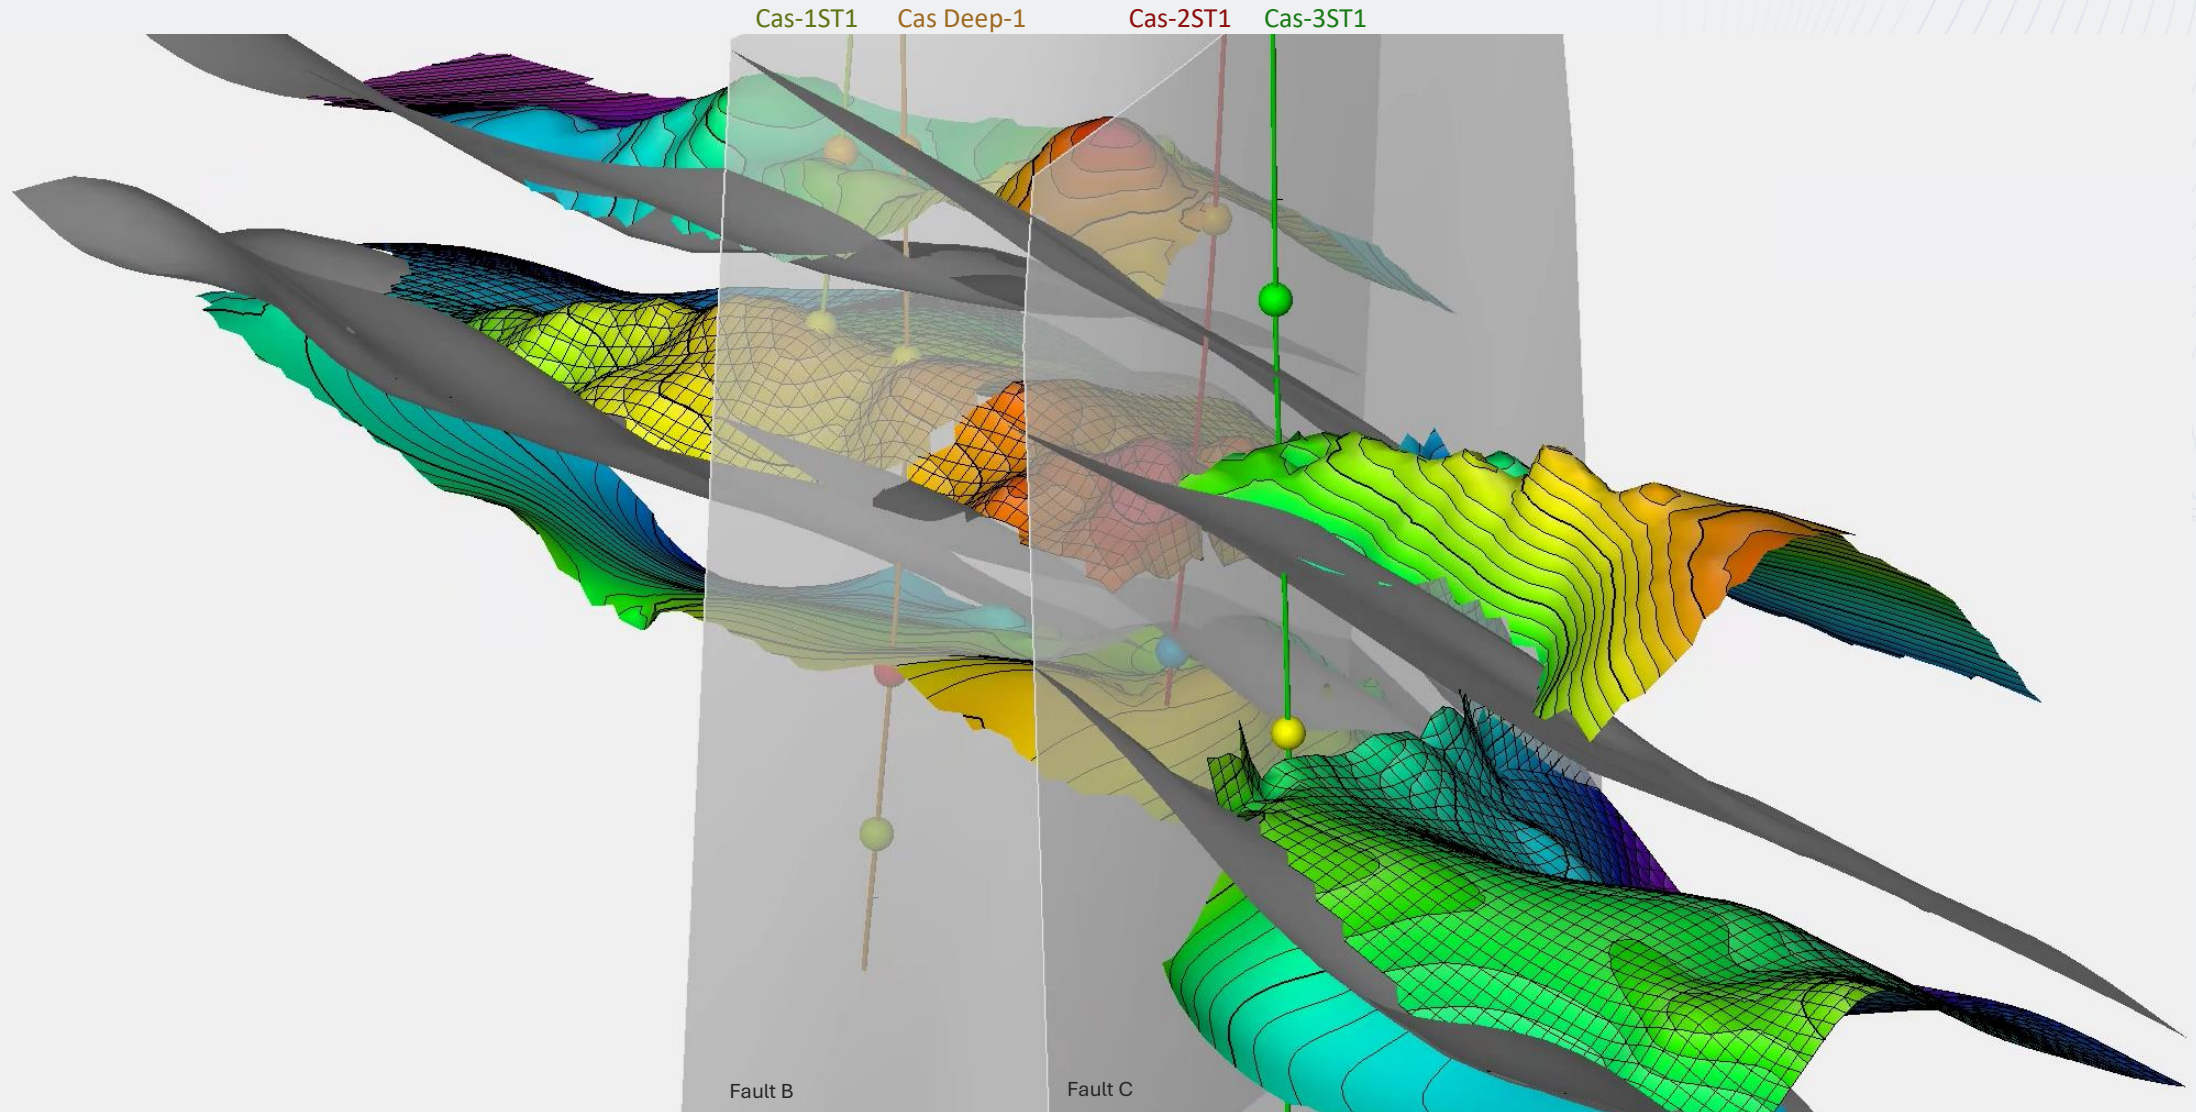 Cas-1ST1 Cas Deep-1 Cas-2ST1 Cas-3ST1
Fault B Fault C